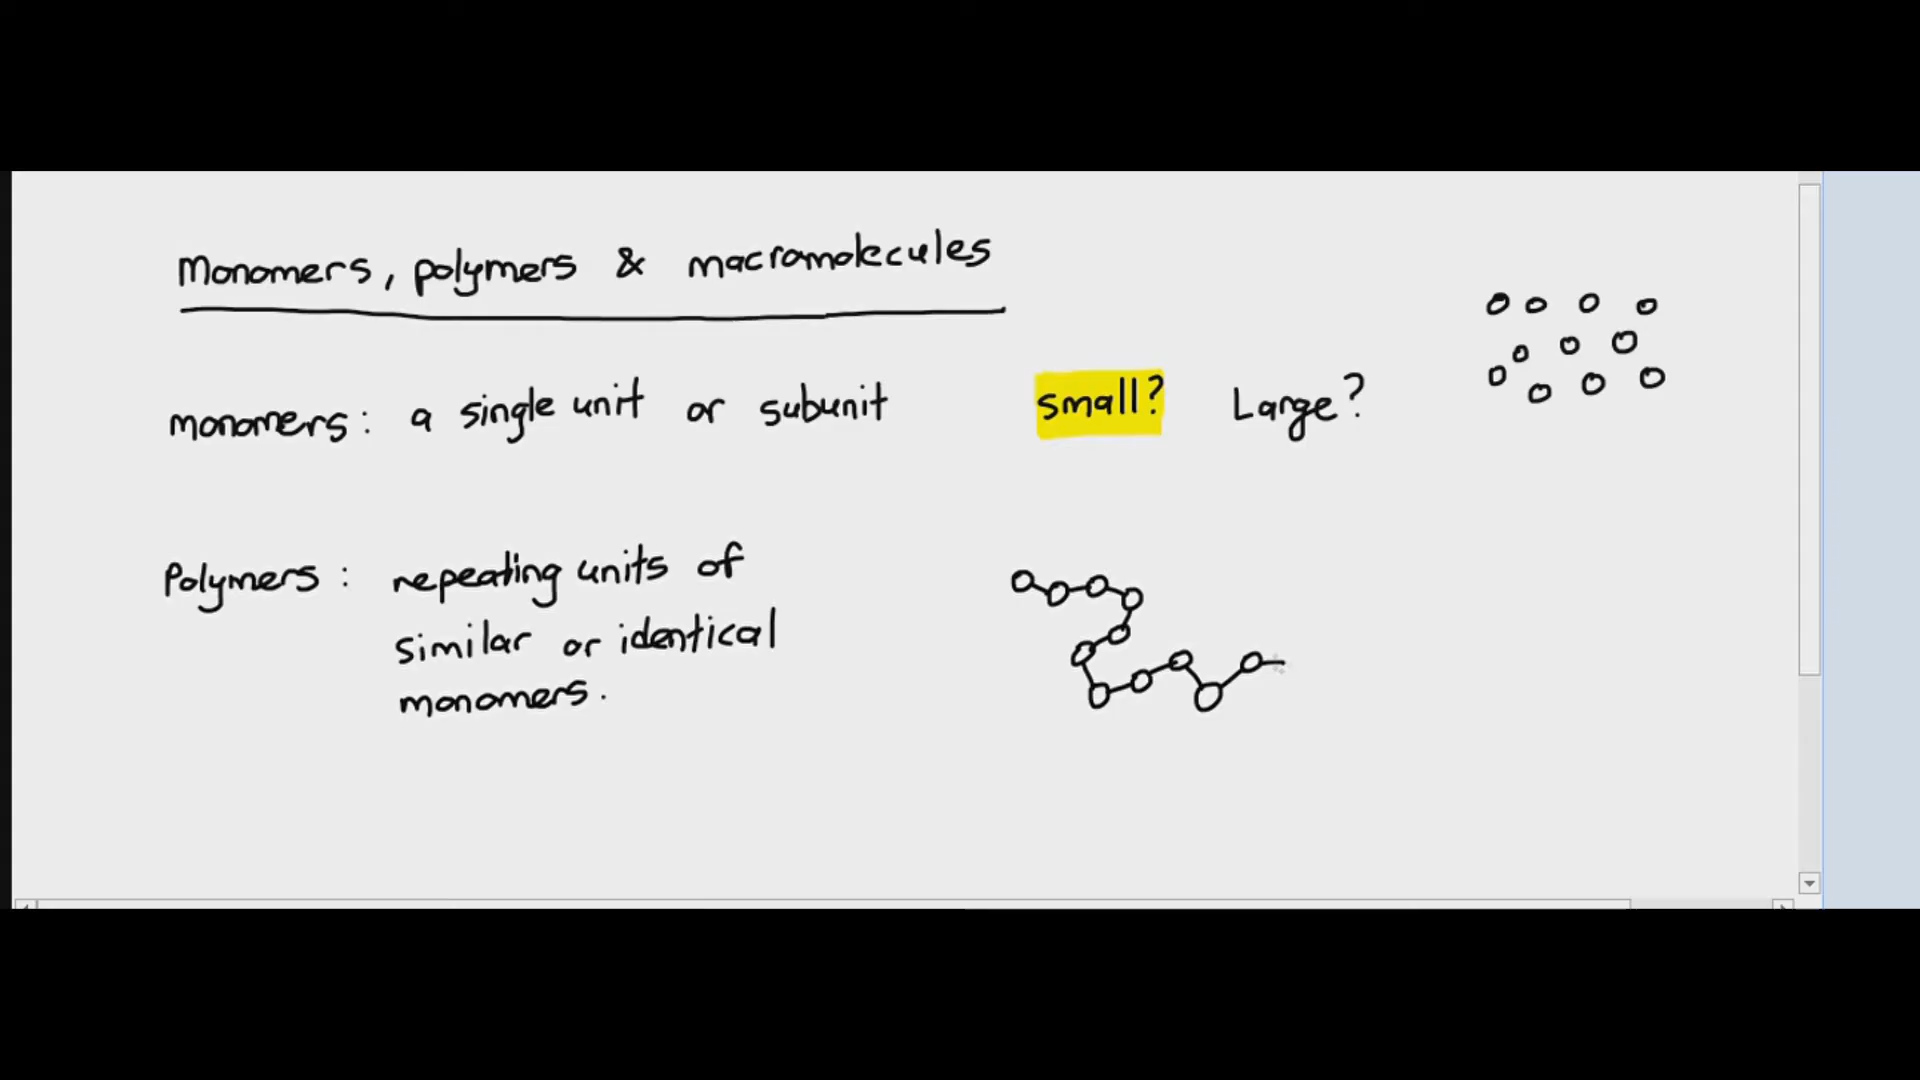 Monomers, polymers & macromolecules
monomers: a single unit or subunit small? Large?
Polymers: repeating units of
similar or identical
monomers.